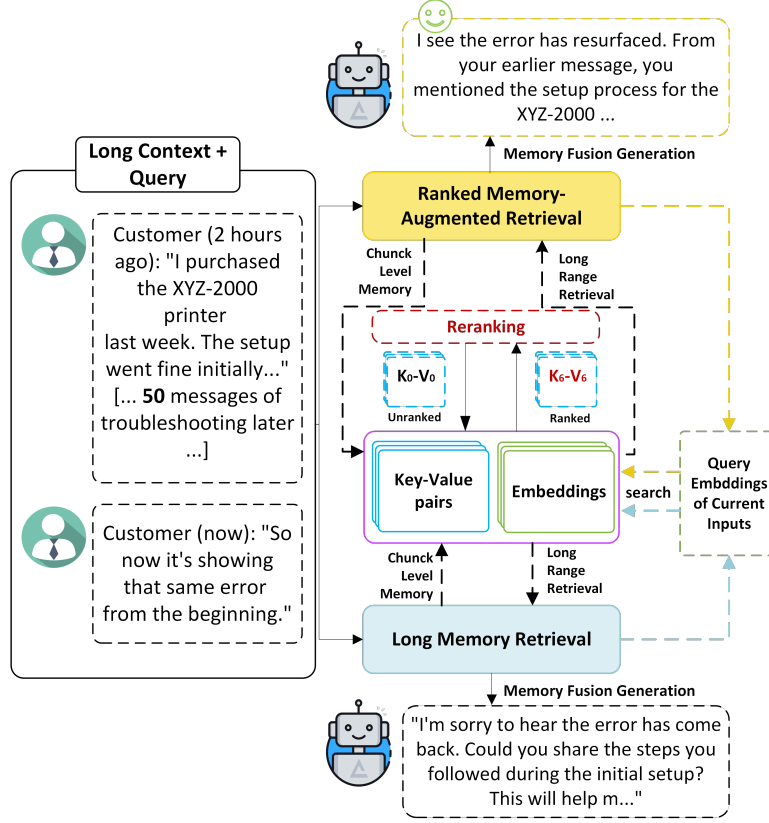 I see the error has resurfaced. From
your earlier message, you
mentioned the setup process for the
XYZ-2000 ...
Memory Fusion Generation
Long Context +
Query
Customer (2 hours
ago): "I purchased
the XYZ-2000
printer
last week. The setup
went fine initially..."
[... 50 messages of
troubleshooting later
...]
Customer (now): "So
now it's showing
that same error
from the beginning."
Ranked Memory-
Augmented Retrieval
Chunck
Level
Memory
Long
Range
Retrieval
Reranking
K₀-V₀
Unranked
K₆-V₆
Ranked
Key-Value
pairs
Embeddings
search
Query
Embddings
of Current
Inputs
Chunck
Level
Memory
Long
Range
Retrieval
Long Memory Retrieval
Memory Fusion Generation
"I'm sorry to hear the error has come
back. Could you share the steps you
followed during the initial setup?
This will help m..."